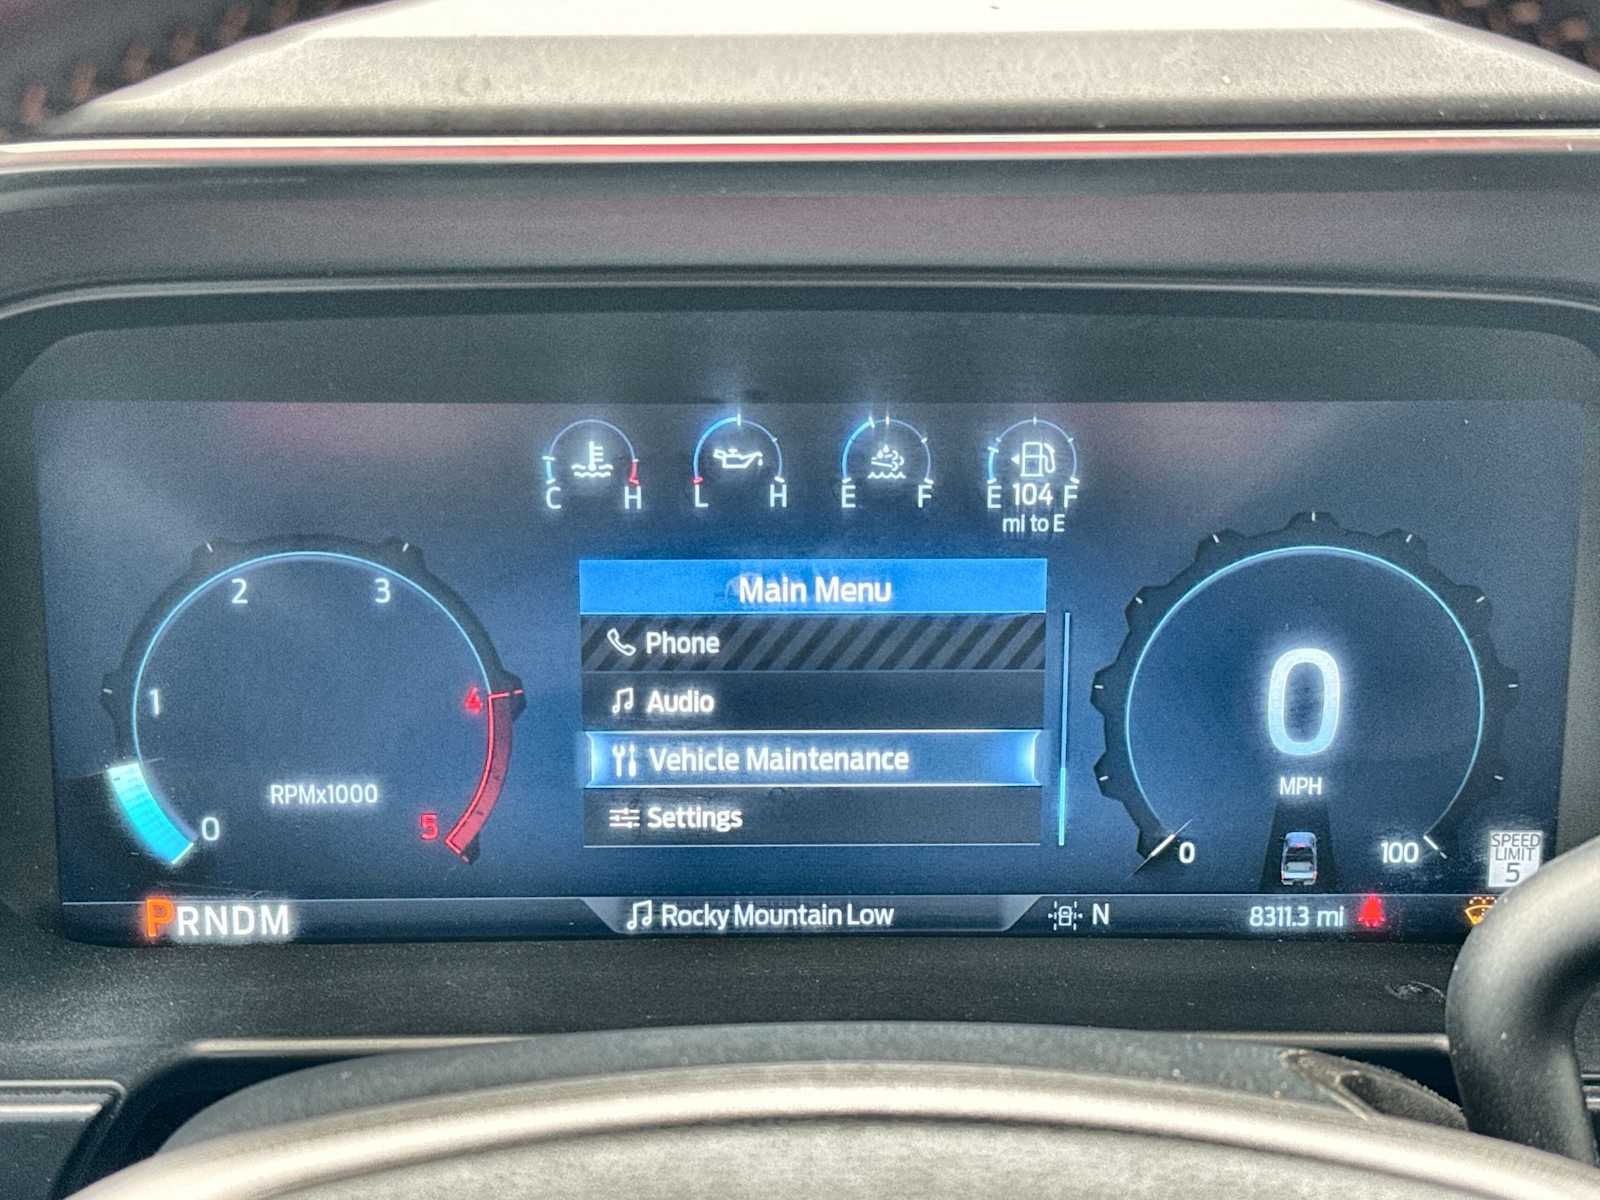 C H L H E F E 104 F
mi to E
Main Menu
Phone
Audio
Vehicle Maintenance
Settings
0 1 2 3 4 5
RPMx1000
0
MPH
0 100
SPEED
LIMIT
5
PRNDM
Rocky Mountain Low
N
8311.3 mi